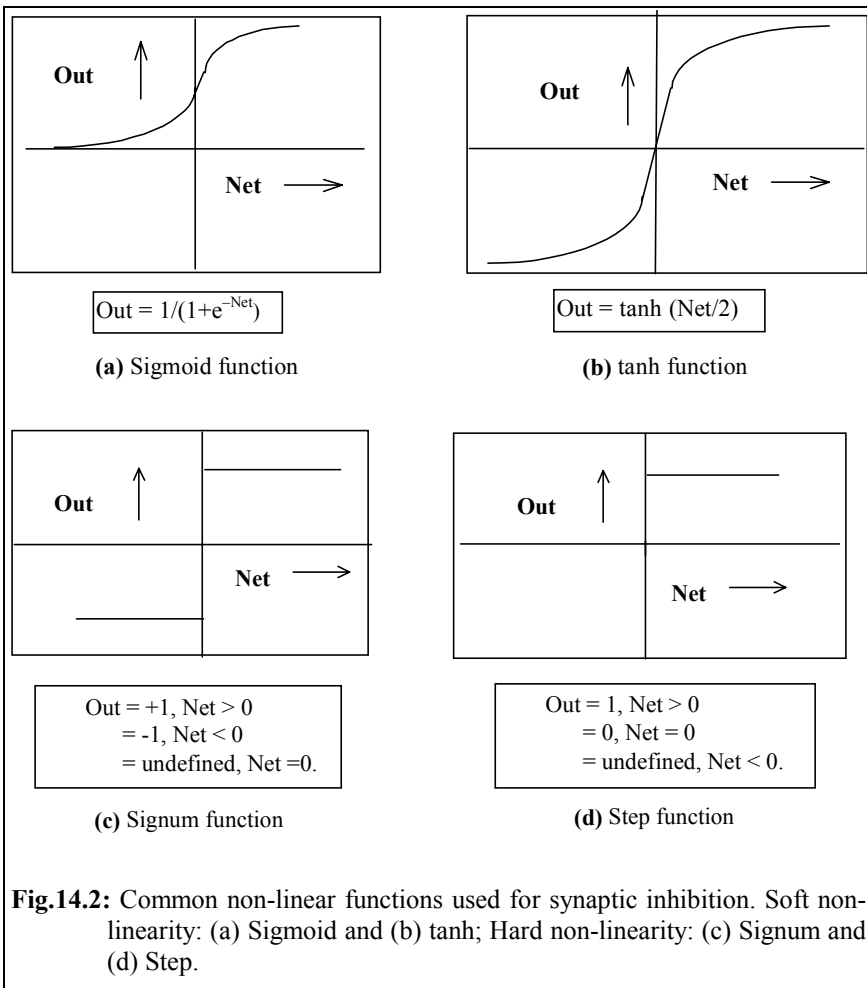 Out
Net
Out = 1/(1+e^–Net)
(a) Sigmoid function
Out
Net
Out = tanh (Net/2)
(b) tanh function
Out
Net
Out = +1, Net > 0
= -1, Net < 0
= undefined, Net =0.
(c) Signum function
Out
Net
Out = 1, Net > 0
= 0, Net = 0
= undefined, Net < 0.
(d) Step function
Fig.14.2: Common non-linear functions used for synaptic inhibition. Soft non-
linearity: (a) Sigmoid and (b) tanh; Hard non-linearity: (c) Signum and
(d) Step.